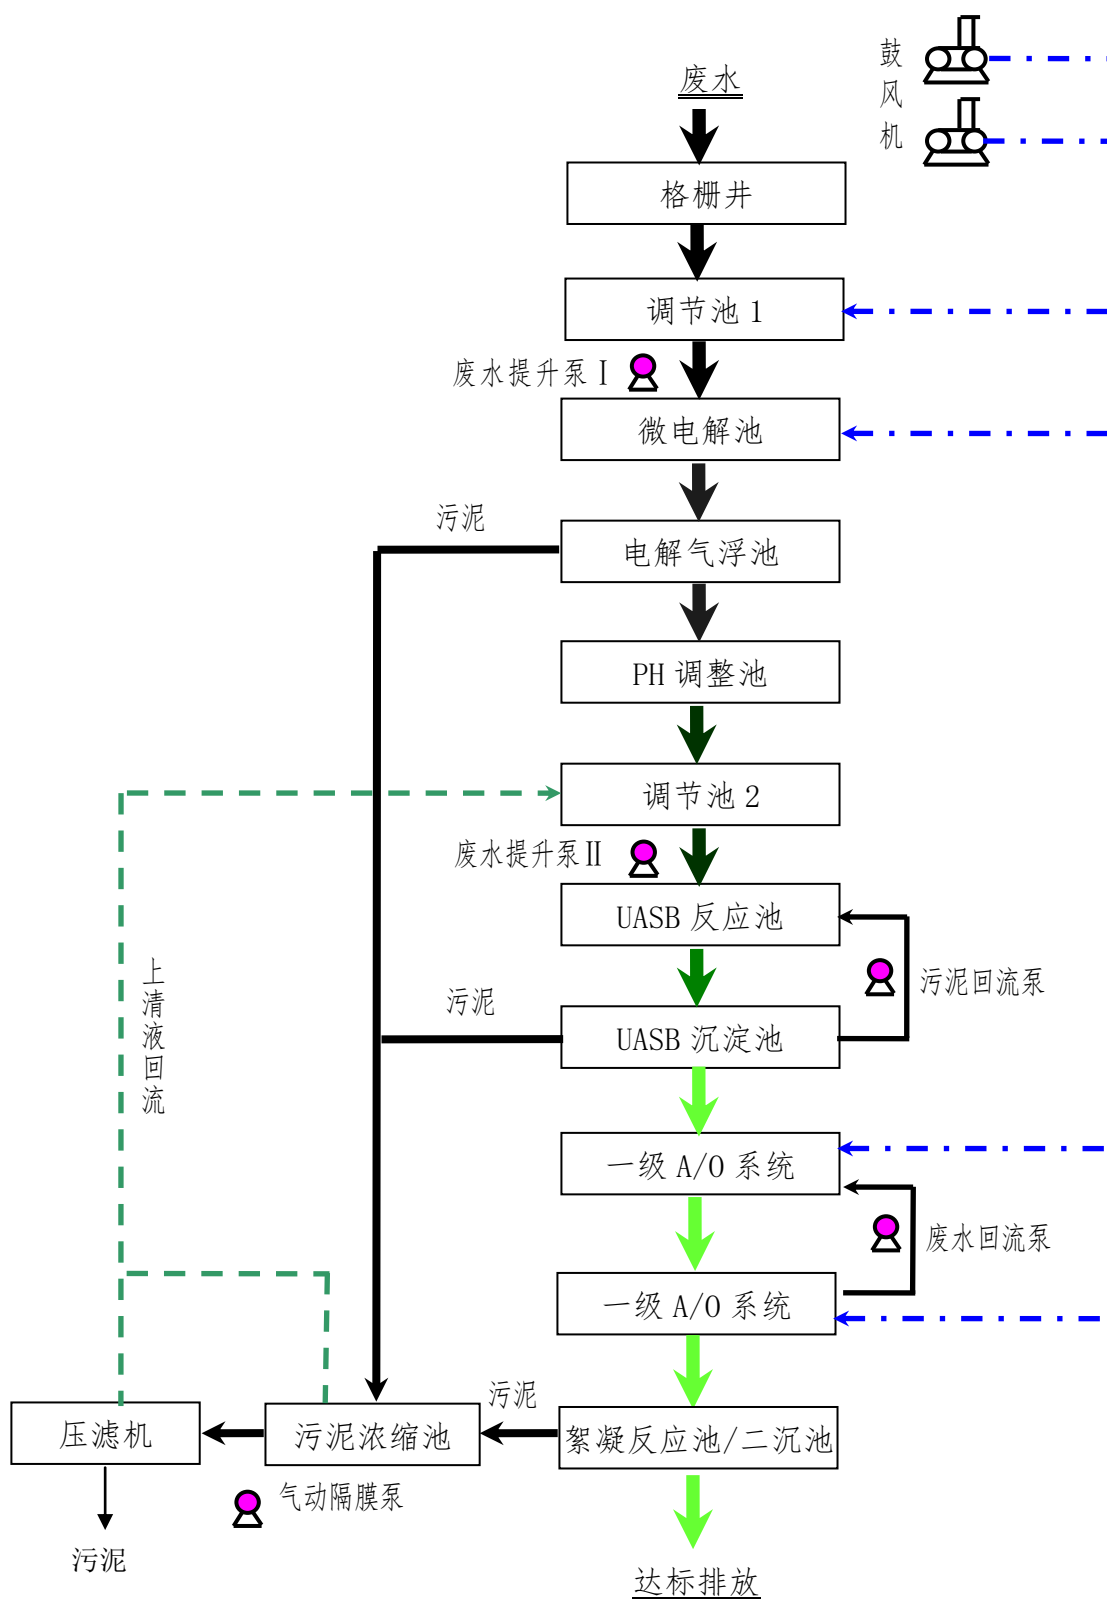 鼓风机
废水
格栅井
调节池 1
废水提升泵 I
微电解池
污泥
电解气浮池
PH 调整池
调节池 2
废水提升泵 II
UASB 反应池
污泥回流泵
上清液回流
污泥
UASB 沉淀池
一级 A/O 系统
废水回流泵
一级 A/O 系统
污泥
压滤机
污泥浓缩池
絮凝反应池/二沉池
气动隔膜泵
污泥
达标排放